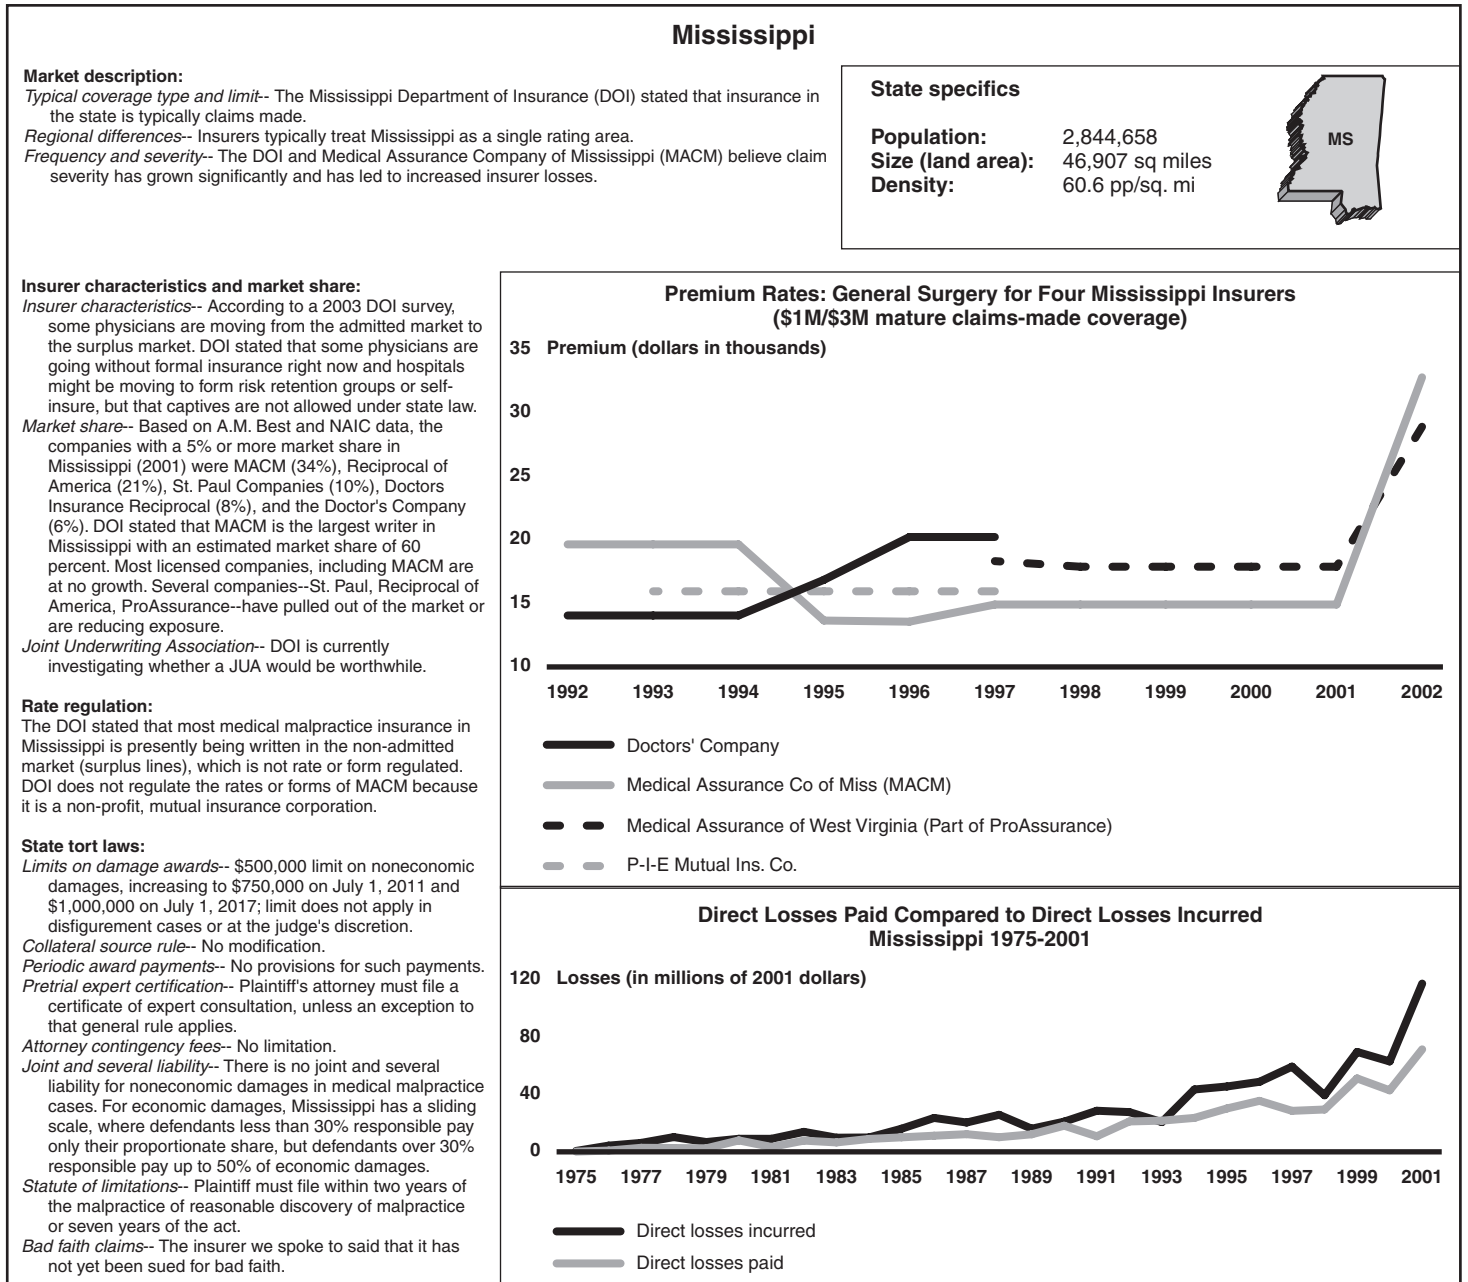 Mississippi
Market description:
Typical coverage type and limit-- The Mississippi Department of Insurance (DOI) stated that insurance in
the state is typically claims made.
Regional differences-- Insurers typically treat Mississippi as a single rating area.
Frequency and severity-- The DOI and Medical Assurance Company of Mississippi (MACM) believe claim
severity has grown significantly and has led to increased insurer losses.
State specifics
Population: 2,844,658
Size (land area): 46,907 sq miles
Density: 60.6 pp/sq. mi
MS
Insurer characteristics and market share:
Insurer characteristics-- According to a 2003 DOI survey,
some physicians are moving from the admitted market to
the surplus market. DOI stated that some physicians are
going without formal insurance right now and hospitals
might be moving to form risk retention groups or self-
insure, but that captives are not allowed under state law.
Market share-- Based on A.M. Best and NAIC data, the
companies with a 5% or more market share in
Mississippi (2001) were MACM (34%), Reciprocal of
America (21%), St. Paul Companies (10%), Doctors
Insurance Reciprocal (8%), and the Doctor's Company
(6%). DOI stated that MACM is the largest writer in
Mississippi with an estimated market share of 60
percent. Most licensed companies, including MACM are
at no growth. Several companies--St. Paul, Reciprocal of
America, ProAssurance--have pulled out of the market or
are reducing exposure.
Joint Underwriting Association-- DOI is currently
investigating whether a JUA would be worthwhile.
Rate regulation:
The DOI stated that most medical malpractice insurance in
Mississippi is presently being written in the non-admitted
market (surplus lines), which is not rate or form regulated.
DOI does not regulate the rates or forms of MACM because
it is a non-profit, mutual insurance corporation.
State tort laws:
Limits on damage awards-- $500,000 limit on noneconomic
damages, increasing to $750,000 on July 1, 2011 and
$1,000,000 on July 1, 2017; limit does not apply in
disfigurement cases or at the judge's discretion.
Collateral source rule-- No modification.
Periodic award payments-- No provisions for such payments.
Pretrial expert certification-- Plaintiff's attorney must file a
certificate of expert consultation, unless an exception to
that general rule applies.
Attorney contingency fees-- No limitation.
Joint and several liability-- There is no joint and several
liability for noneconomic damages in medical malpractice
cases. For economic damages, Mississippi has a sliding
scale, where defendants less than 30% responsible pay
only their proportionate share, but defendants over 30%
responsible pay up to 50% of economic damages.
Statute of limitations-- Plaintiff must file within two years of
the malpractice of reasonable discovery of malpractice
or seven years of the act.
Bad faith claims-- The insurer we spoke to said that it has
not yet been sued for bad faith.
Premium Rates: General Surgery for Four Mississippi Insurers
($1M/$3M mature claims-made coverage)
35 Premium (dollars in thousands)
30
25
20
15
10
1992 1993 1994 1995 1996 1997 1998 1999 2000 2001 2002
Doctors' Company
Medical Assurance Co of Miss (MACM)
Medical Assurance of West Virginia (Part of ProAssurance)
P-I-E Mutual Ins. Co.
Direct Losses Paid Compared to Direct Losses Incurred
Mississippi 1975-2001
120 Losses (in millions of 2001 dollars)
80
40
0
1975 1977 1979 1981 1983 1985 1987 1989 1991 1993 1995 1997 1999 2001
Direct losses incurred
Direct losses paid